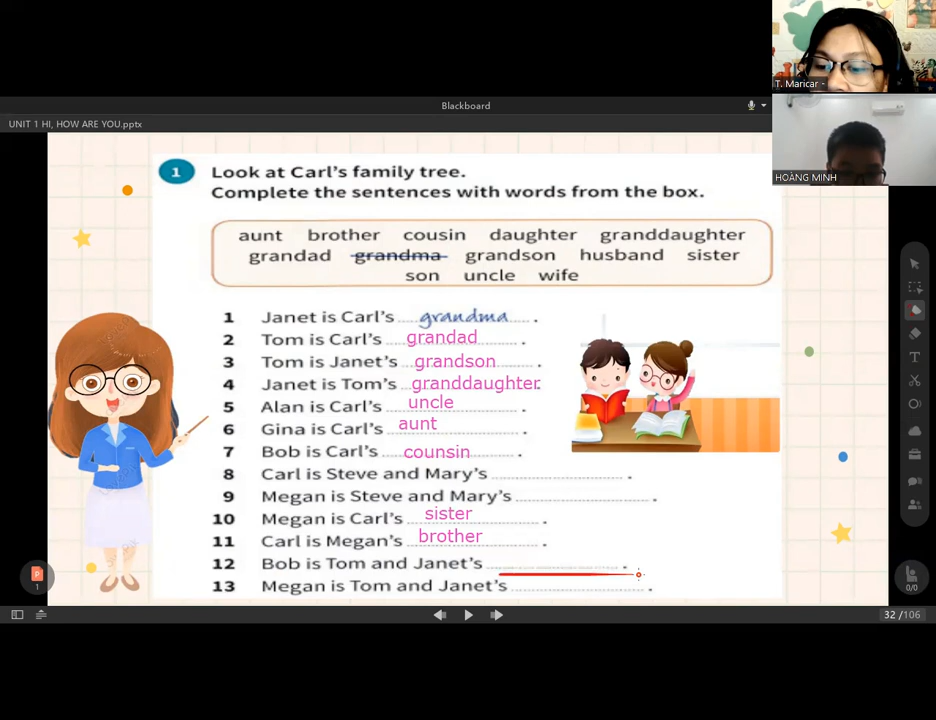 T. Maricar -
Blackboard
UNIT 1 HI, HOW ARE YOU.pptx
HOÀNG MINH
1 Look at Carl's family tree.
Complete the sentences with words from the box.
aunt brother cousin daughter granddaughter
grandad grandma grandson husband sister
son uncle wife
1 Janet is Carl's grandma .
2 Tom is Carl's grandad .
3 Tom is Janet's grandson .
4 Janet is Tom's granddaughter.
5 Alan is Carl's uncle .
6 Gina is Carl's aunt .
7 Bob is Carl's counsin .
8 Carl is Steve and Mary's .
9 Megan is Steve and Mary's .
10 Megan is Carl's sister .
11 Carl is Megan's brother .
12 Bob is Tom and Janet's .
13 Megan is Tom and Janet's .
P
1
T
0/0
32 /106